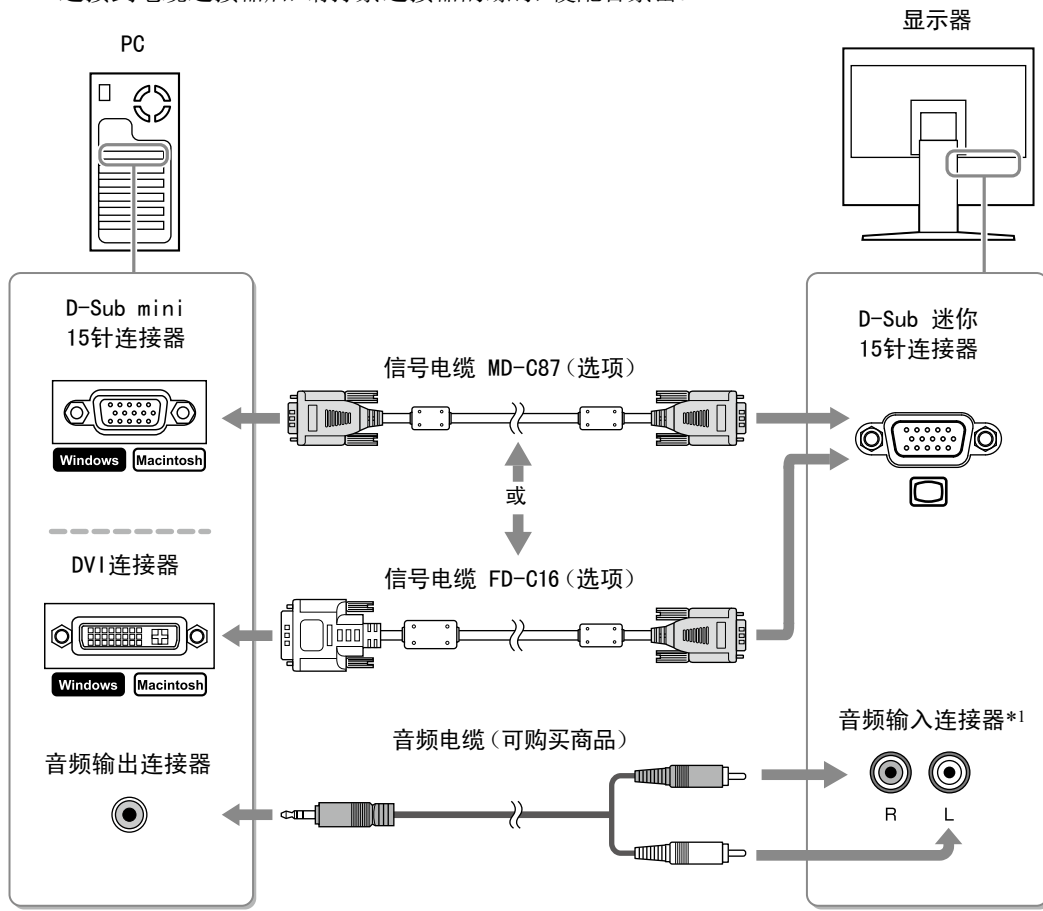 显示器
PC
D-Sub mini
15针连接器
Windows Macintosh
DVI连接器
Windows Macintosh
音频输出连接器
信号电缆 MD-C87（选项）
或
信号电缆 FD-C16（选项）
音频电缆（可购买商品）
D-Sub 迷你
15针连接器
音频输入连接器*1
R L